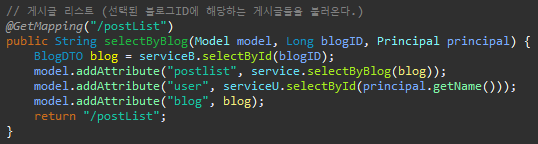 // 게시글 리스트 (선택된 블로그ID에 해당하는 게시글들을 불러온다.)
@GetMapping("/postList")
public String selectByBlog(Model model, Long blogID, Principal principal) {
BlogDTO blog = serviceB.selectById(blogID);
model.addAttribute("postlist", service.selectByBlog(blog));
model.addAttribute("user", serviceU.selectById(principal.getName()));
model.addAttribute("blog", blog);
return "/postList";
}